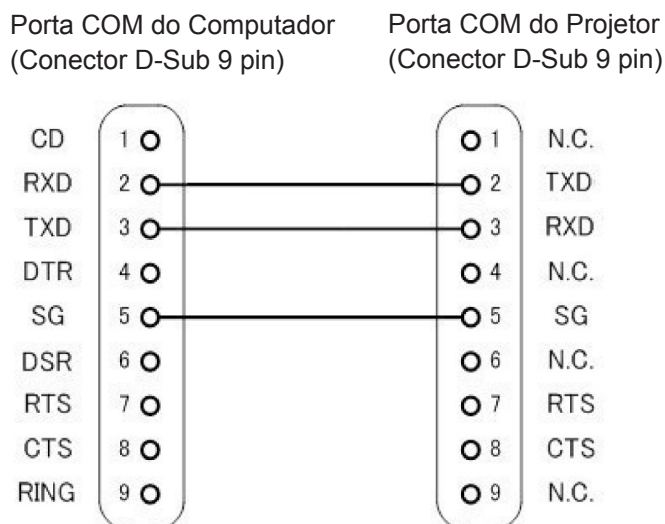 Porta COM do Computador
(Conector D-Sub 9 pin)
Porta COM do Projetor
(Conector D-Sub 9 pin)
CD 1 1 N.C.
RXD 2 2 TXD
TXD 3 3 RXD
DTR 4 4 N.C.
SG 5 5 SG
DSR 6 6 N.C.
RTS 7 7 RTS
CTS 8 8 CTS
RING 9 9 N.C.